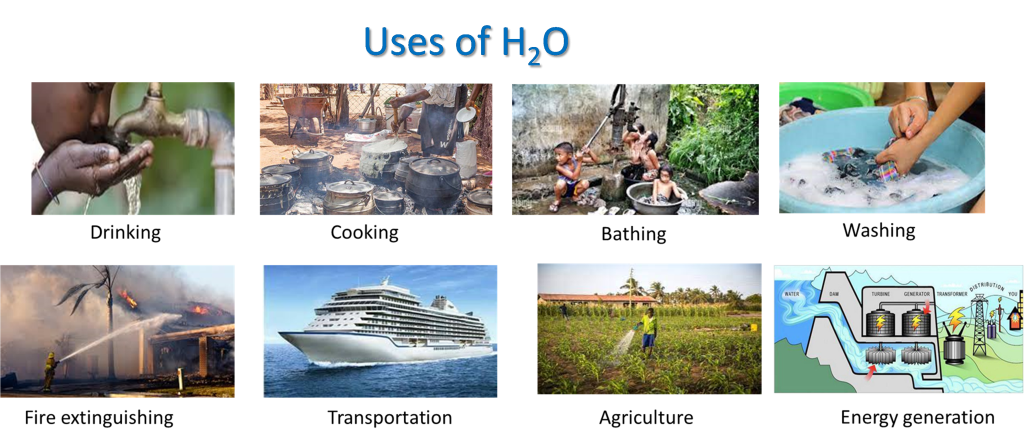 Uses of H₂O
Drinking
Cooking
Bathing
Washing
WATER
DAM
TURBINE
GENERATOR
TRANSFORMER
DISTRIBUTION
YOU
Fire extinguishing
Transportation
Agriculture
Energy generation